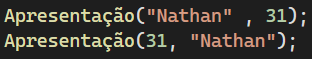 Apresentação("Nathan" , 31);
Apresentação(31, "Nathan");